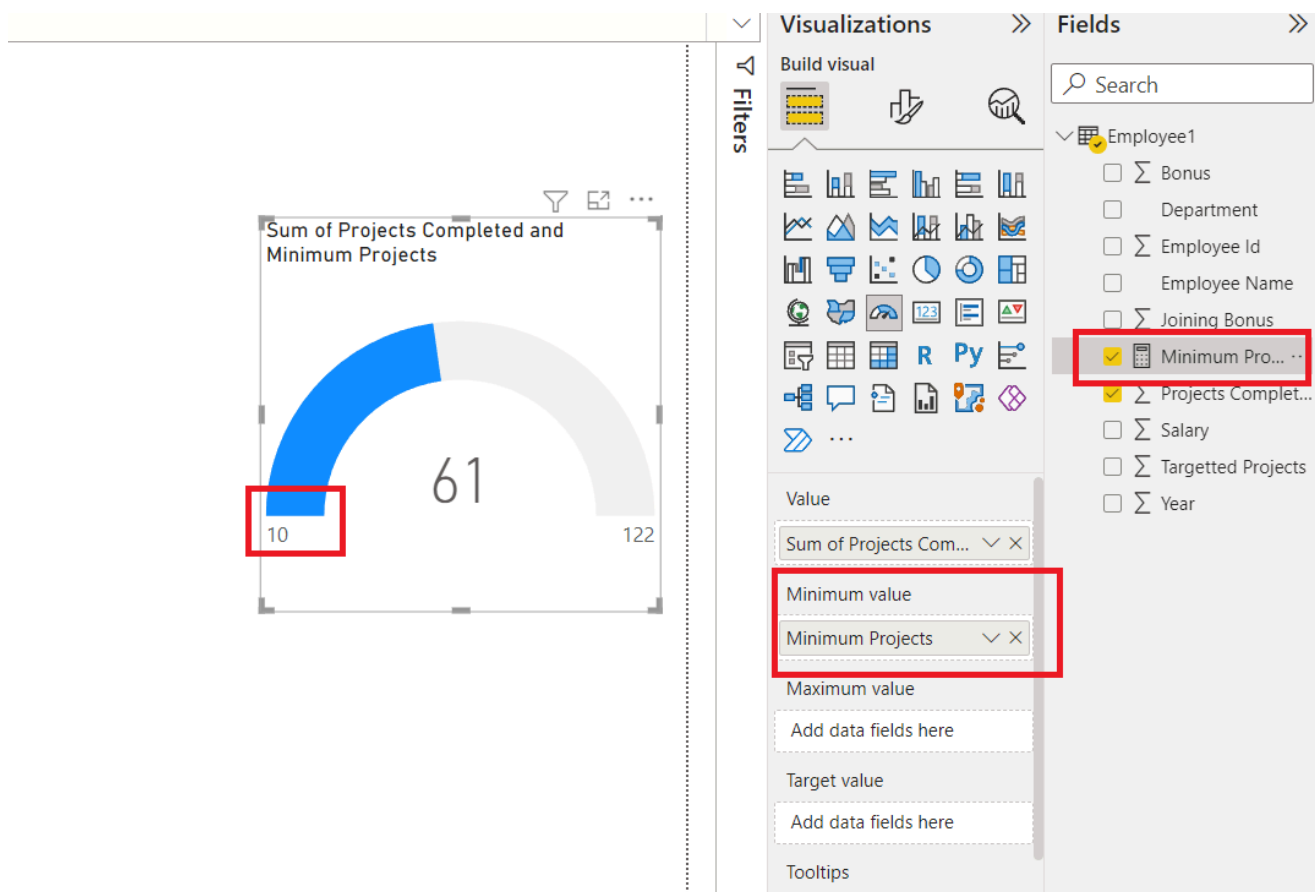 Visualizations
Fields
Build visual
Search
Filters
Employee1
Bonus
Department
Employee Id
Employee Name
Joining Bonus
Minimum Pro...
Projects Complet...
Salary
Targetted Projects
Year
Sum of Projects Completed and
Minimum Projects
61
10
122
123
R
Py
Value
Sum of Projects Com...
Minimum value
Minimum Projects
Maximum value
Add data fields here
Target value
Add data fields here
Tooltips